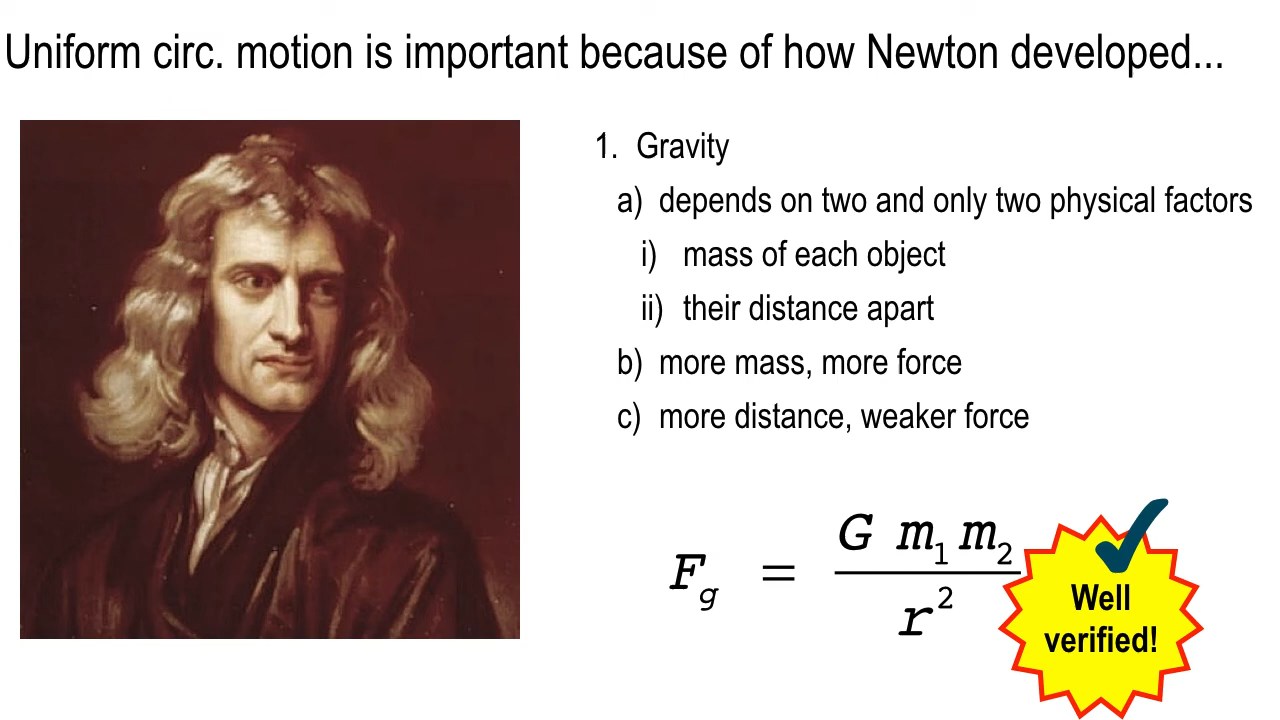 Uniform circ. motion is important because of how Newton developed...
1. Gravity
a) depends on two and only two physical factors
i) mass of each object
ii) their distance apart
b) more mass, more force
c) more distance, weaker force
F_g = \frac{G m_1 m_2}{r^2}
Well
verified!